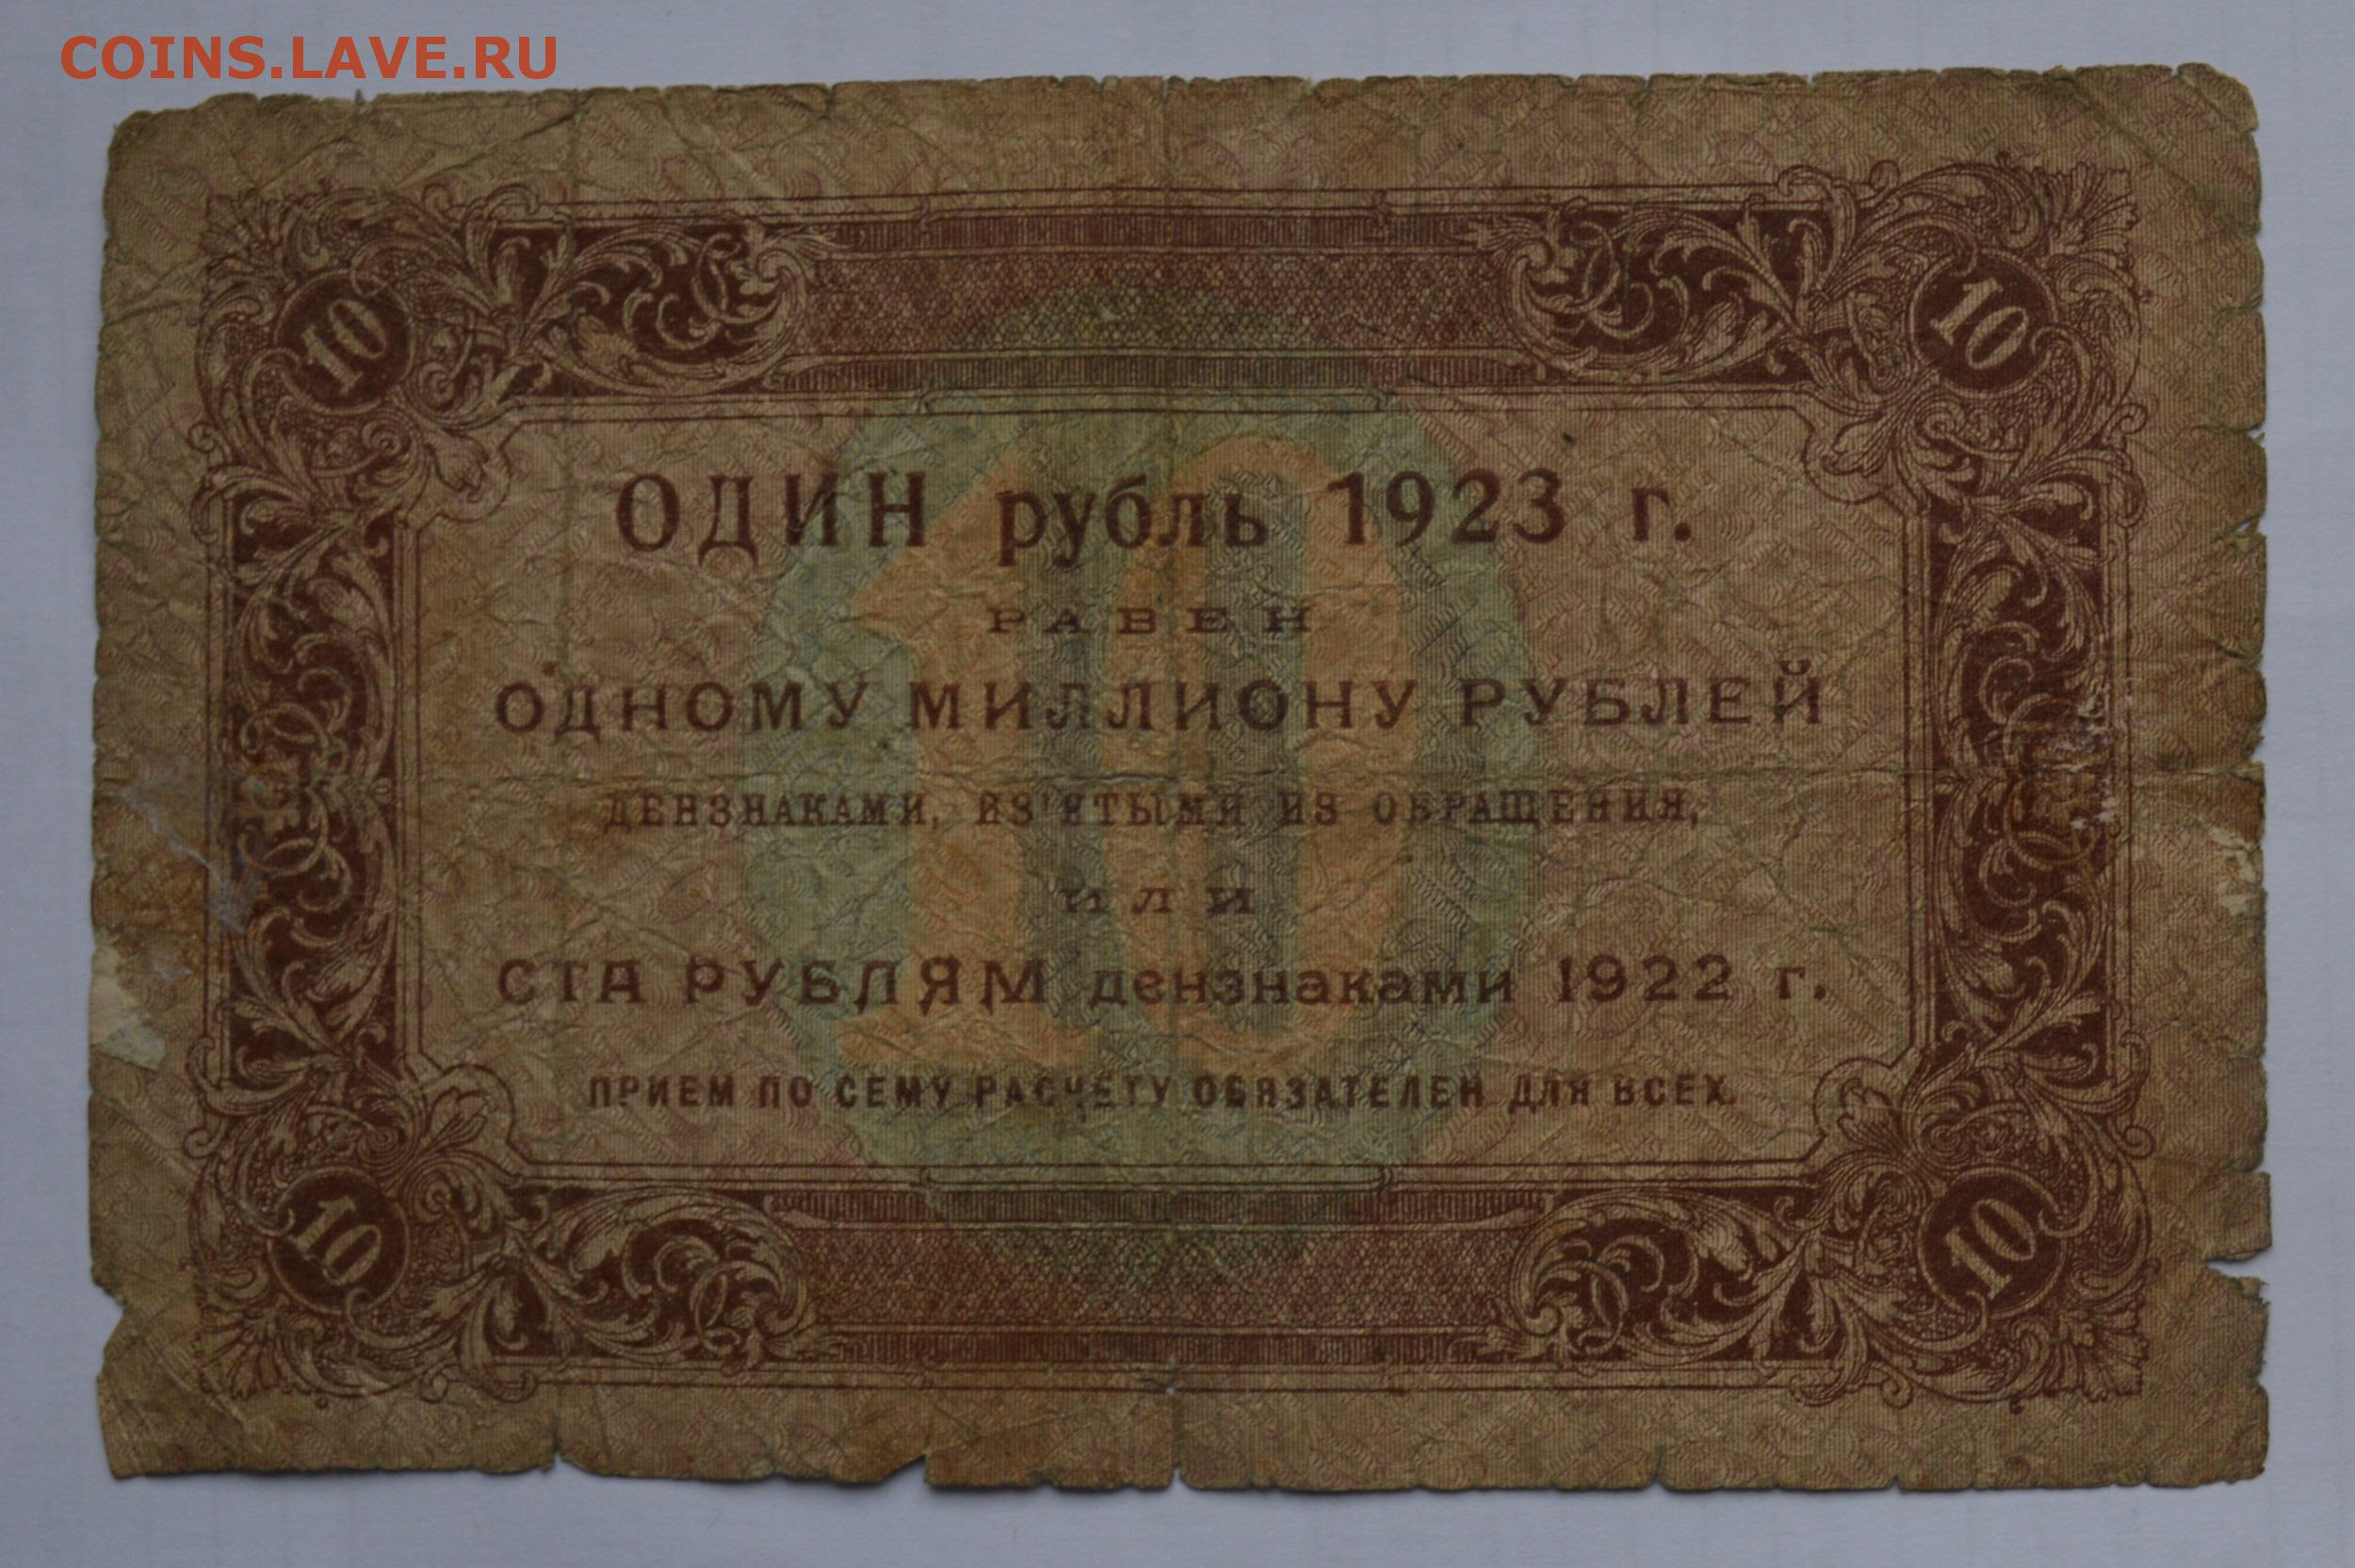 COINS.LAVE.RU
10 10
ОДИН рубль 1923 г.
РАВЕН
ОДНОМУ МИЛЛИОНУ РУБЛЕЙ
ДЕНЗНАКАМИ, ИЗ'ЯТЫМИ ИЗ ОБРАЩЕНИЯ,
ИЛИ
СТА РУБЛЯМ дензнаками 1922 г.
ПРИЕМ ПО СЕМУ РАСЧЕТУ ОБЯЗАТЕЛЕН ДЛЯ ВСЕХ.
10
10 10